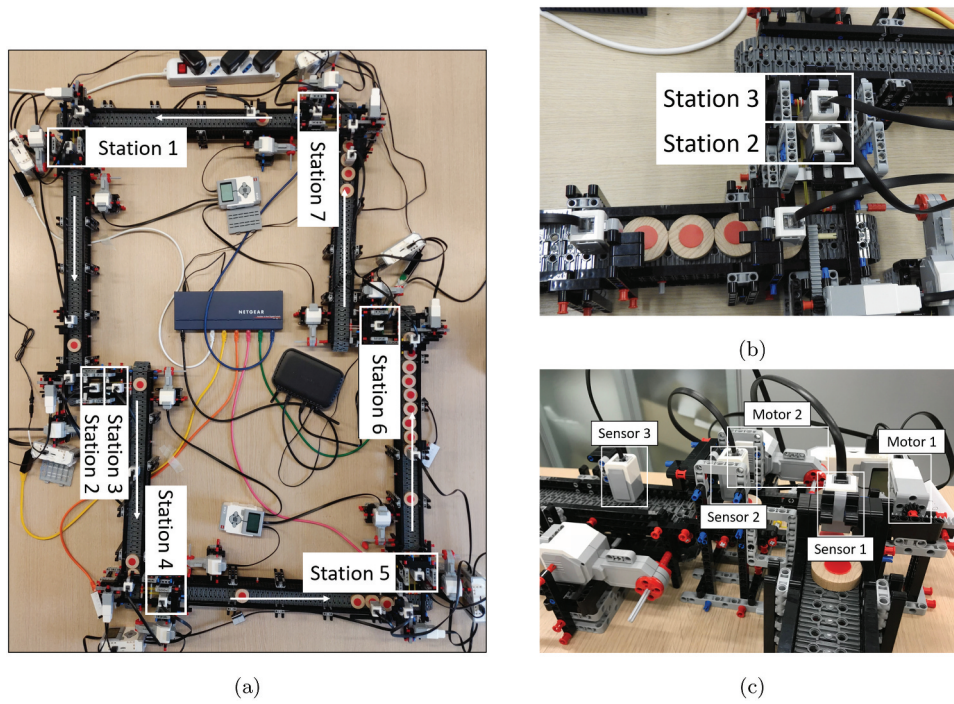 Station 1
Station 7
Station 3
Station 2
NETGEAR
Station 6
Station 2
Station 3
Station 4
Station 5
(a)
(b)
Motor 2
Sensor 3
Motor 1
Sensor 2
Sensor 1
(c)